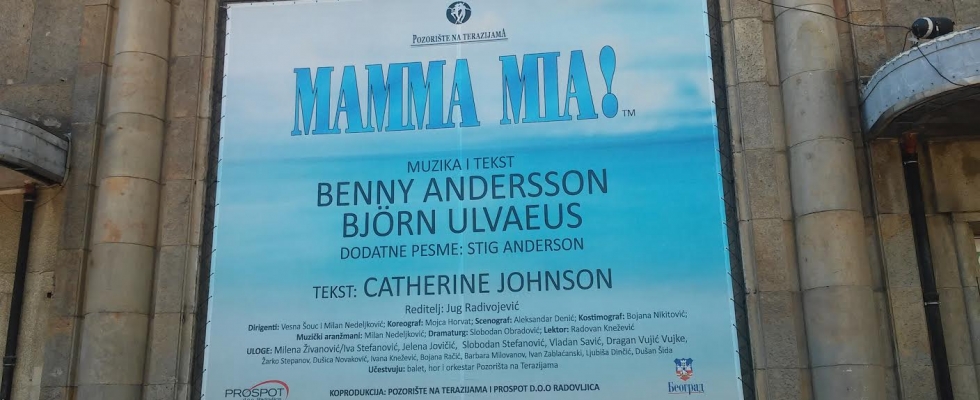 POZORIŠTE NA TERAZIJAMA
MAMMA MIA!™
MUZIKA I TEKST
BENNY ANDERSSON
BJÖRN ULVAEUS
DODATNE PESME: STIG ANDERSON
TEKST: CATHERINE JOHNSON
Reditelj: Jug Radivojević
Dirigenti: Vesna Šouc i Milan Nedeljković; Koreograf: Mojca Horvat; Scenograf: Aleksandar Denić; Kostimograf: Bojana Nikitović;
Muzički aranžmani: Milan Nedeljković; Dramaturg: Slobodan Obradović; Lektor: Radovan Knežević
ULOGE: Milena Živanović/Iva Stefanović, Jelena Jovičić, Slobodan Stefanović, Vladan Savić, Dragan Vujić Vujke,
Žarko Stepanov, Dušica Novaković, Ivana Knežević, Bojana Račić, Barbara Milovanov, Ivan Zablaćanski, Ljubiša Dinčić, Dušan Šida
Učestvuju: balet, hor i orkestar Pozorišta na Terazijama
PROSPOT
KOPRODUKCIJA: POZORIŠTE NA TERAZIJAMA I PROSPOT D.O.O RADOVLJICA
Београд